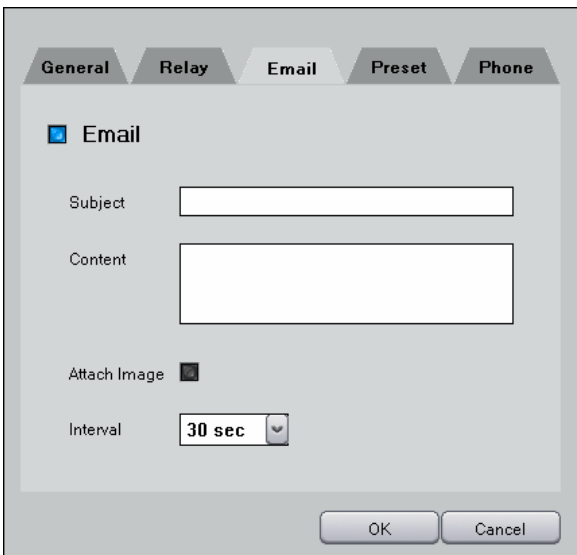 General Relay Email Preset Phone
Email
Subject
Content
Attach Image
Interval 30 sec
OK Cancel